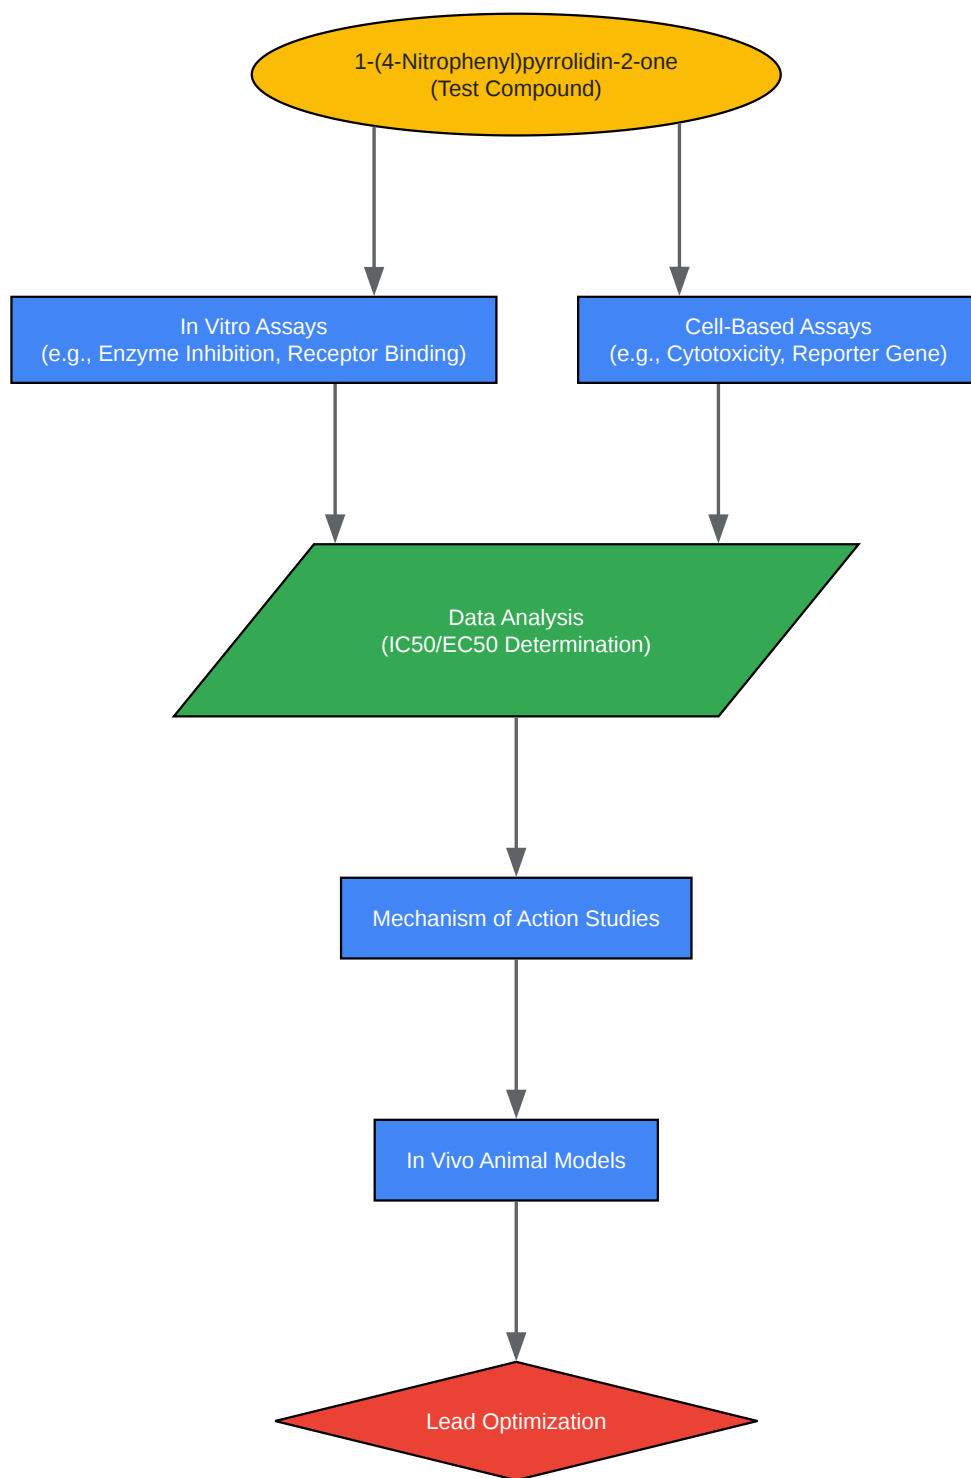 1-(4-Nitrophenyl)pyrrolidin-2-one
(Test Compound)
In Vitro Assays
(e.g., Enzyme Inhibition, Receptor Binding)
Cell-Based Assays
(e.g., Cytotoxicity, Reporter Gene)
Data Analysis
(IC50/EC50 Determination)
Mechanism of Action Studies
In Vivo Animal Models
Lead Optimization